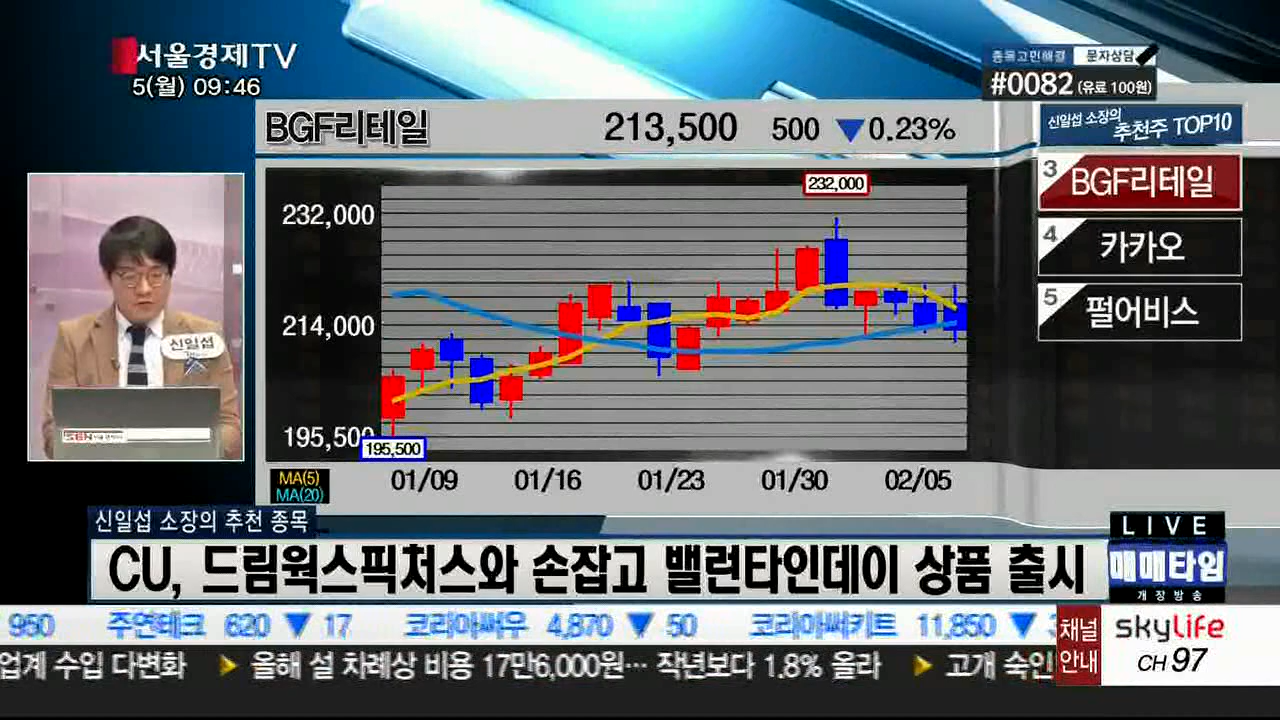 서울경제TV
5(월) 09:46
종목고민해결 문자상담
#0082 (유료 100원)
BGF리테일 213,500 500 ▼0.23%
신일섭 소장의 추천주 TOP10
3 BGF리테일
4 카카오
5 펄어비스
232,000
232,000
214,000
195,500
195,500
신일섭
SEN
MA(5)
MA(20)
01/09 01/16 01/23 01/30 02/05
신일섭 소장의 추천 종목
CU, 드림웍스픽처스와 손잡고 밸런타인데이 상품 출시
LIVE
매매타임
개장방송
950 주연테크 620 ▼ 17 코리아써우 4,870 ▼ 50 코리아써키트 11,850 ▼
업계 수입 다변화 ▶ 올해 설 차례상 비용 17만6,000원… 작년보다 1.8% 올라 ▶ 고개 숙인
채널안내
skylife
CH 97